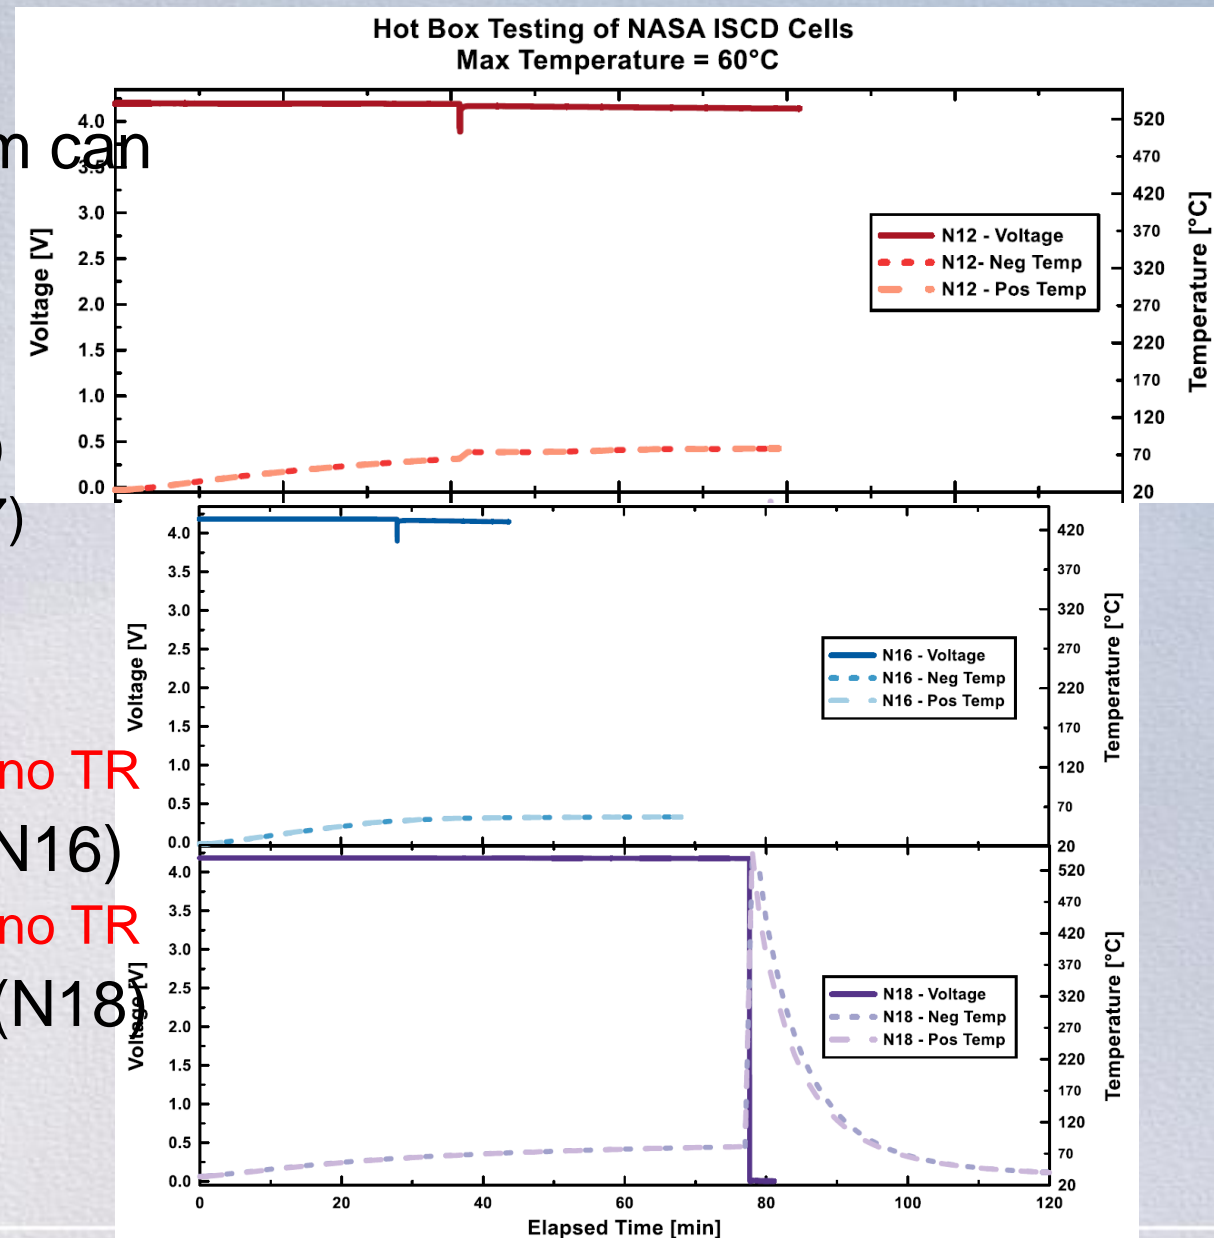 Hot Box Testing of NASA ISCD Cells
Max Temperature = 60°C
can
4.0
3.5
3.0
2.5
2.0
1.5
1.0
0.5
0.0
Voltage [V]
N12 - Voltage
N12- Neg Temp
N12 - Pos Temp
520
470
420
370
320
270
220
170
120
70
20
Temperature [°C]
)
7)
4.0
3.5
3.0
2.5
2.0
1.5
1.0
0.5
0.0
Voltage [V]
N16 - Voltage
N16 - Neg Temp
N16 - Pos Temp
420
370
320
270
220
170
120
70
20
Temperature [°C]
no TR
N16)
no TR
(N18)
4.0
3.5
3.0
2.5
2.0
1.5
1.0
0.5
0.0
Voltage [V]
N18 - Voltage
N18 - Neg Temp
N18 - Pos Temp
520
470
420
370
320
270
220
170
120
70
20
Temperature [°C]
0 20 40 60 80 100 120
Elapsed Time [min]